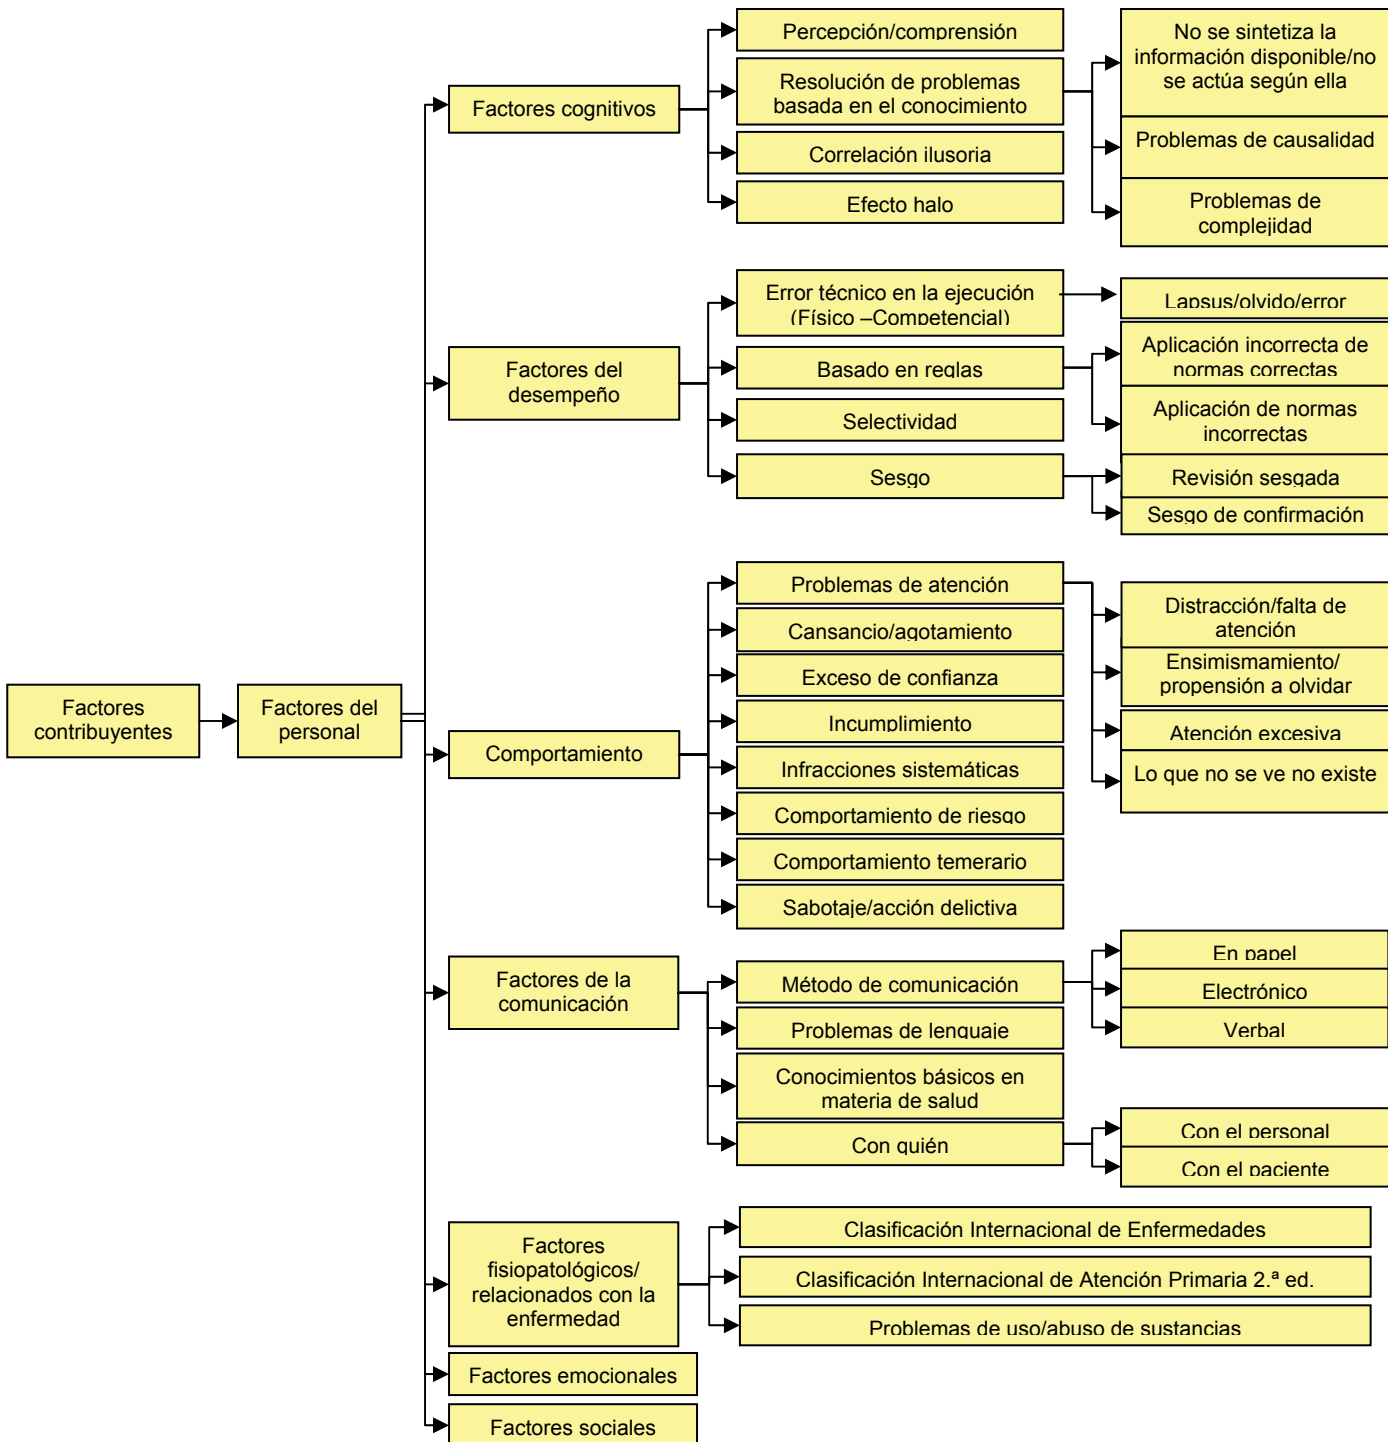 Factores
contribuyentes
Factores del
personal
Factores cognitivos
Percepción/comprensión
Resolución de problemas
basada en el conocimiento
No se sintetiza la
información disponible/no
se actúa según ella
Problemas de causalidad
Problemas de
complejidad
Correlación ilusoria
Efecto halo
Factores del
desempeño
Error técnico en la ejecución
(Físico –Competencial)
Lapsus/olvido/error
Basado en reglas
Aplicación incorrecta de
normas correctas
Aplicación de normas
incorrectas
Selectividad
Sesgo
Revisión sesgada
Sesgo de confirmación
Comportamiento
Problemas de atención
Distracción/falta de
atención
Ensimismamiento/
propensión a olvidar
Atención excesiva
Lo que no se ve no existe
Cansancio/agotamiento
Exceso de confianza
Incumplimiento
Infracciones sistemáticas
Comportamiento de riesgo
Comportamiento temerario
Sabotaje/acción delictiva
Factores de la
comunicación
Método de comunicación
En papel
Electrónico
Verbal
Problemas de lenguaje
Conocimientos básicos en
materia de salud
Con quién
Con el personal
Con el paciente
Factores
fisiopatológicos/
relacionados con la
enfermedad
Clasificación Internacional de Enfermedades
Clasificación Internacional de Atención Primaria 2.ª ed.
Problemas de uso/abuso de sustancias
Factores emocionales
Factores sociales